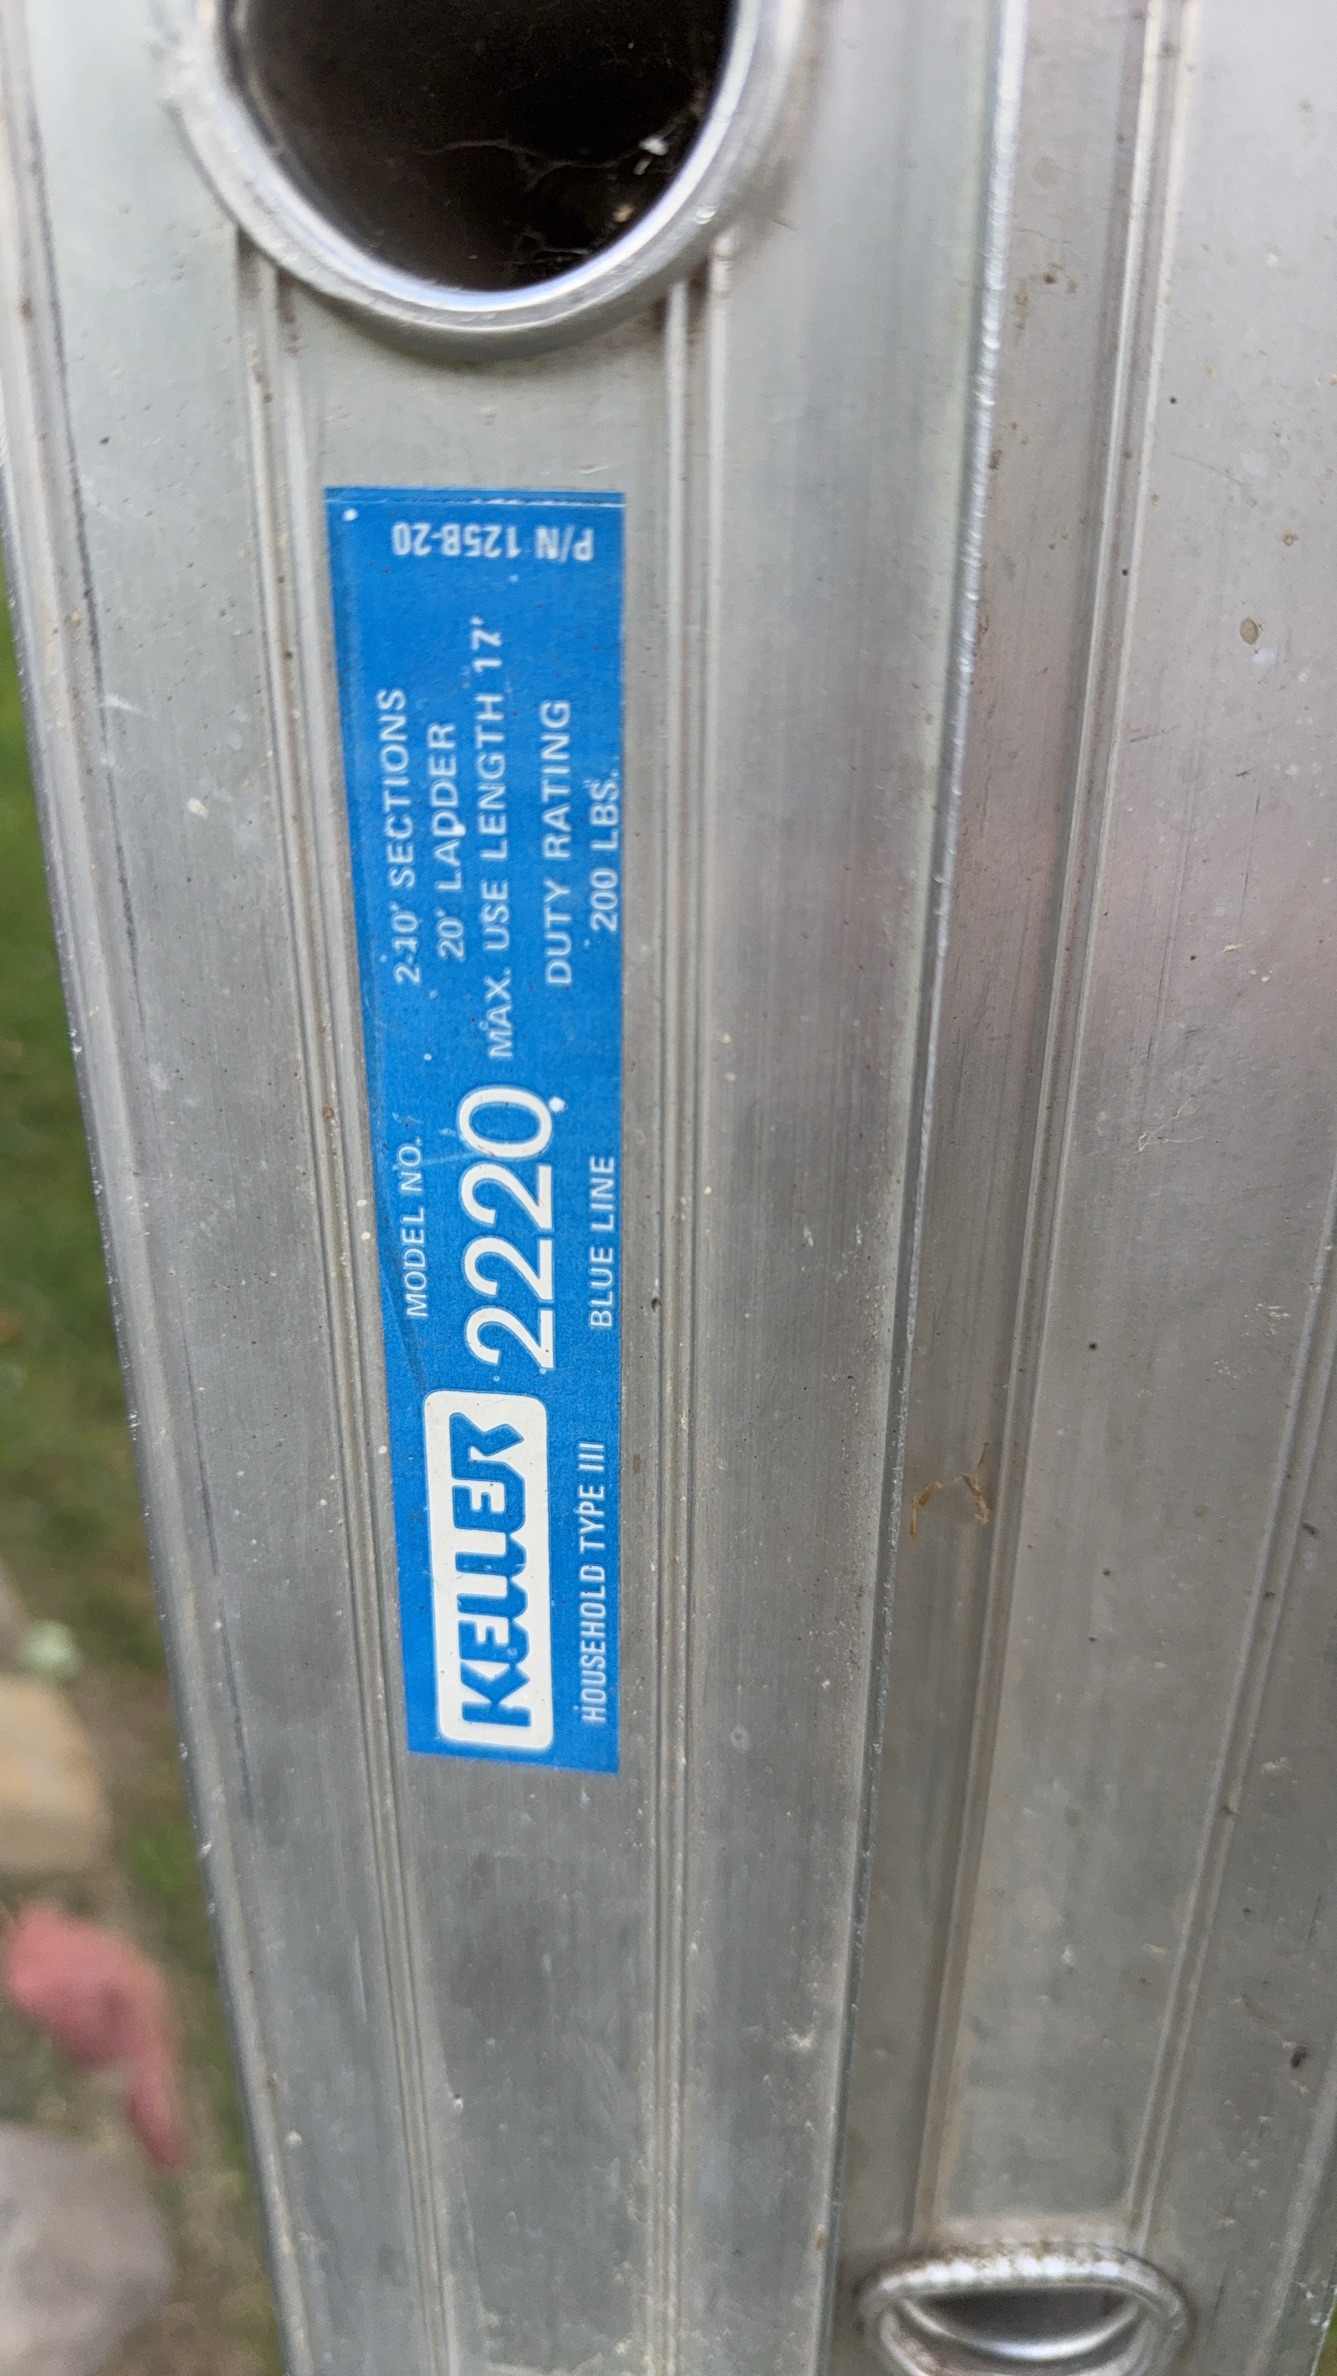 KELLER
MODEL NO.
2220
HOUSEHOLD TYPE III
BLUE LINE
2-10' SECTIONS
20' LADDER
MAX. USE LENGTH 17'
DUTY RATING
200 LBS.
P/N 125B-20